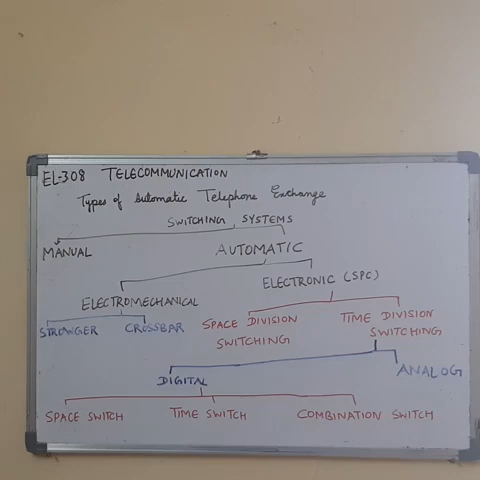 EL-308 TELECOMMUNICATION
Types of Automatic Telephone Exchange
SWITCHING SYSTEMS
MANUAL AUTOMATIC
ELECTRONIC (SPC)
ELECTROMECHANICAL
STRONGER CROSSBAR SPACE DIVISION SWITCHING TIME DIVISION SWITCHING
DIGITAL ANALOG
SPACE SWITCH TIME SWITCH COMBINATION SWITCH